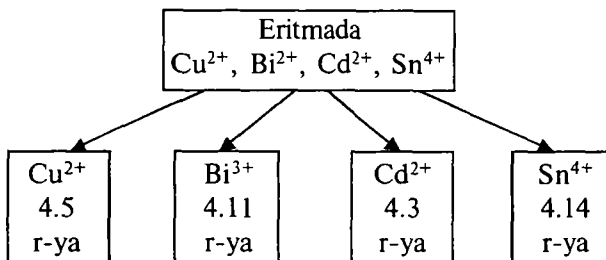 Eritmada
Cu²⁺, Bi²⁺, Cd²⁺, Sn⁴⁺
Cu²⁺
4.5
r-ya
Bi³⁺
4.11
r-ya
Cd²⁺
4.3
r-ya
Sn⁴⁺
4.14
r-ya